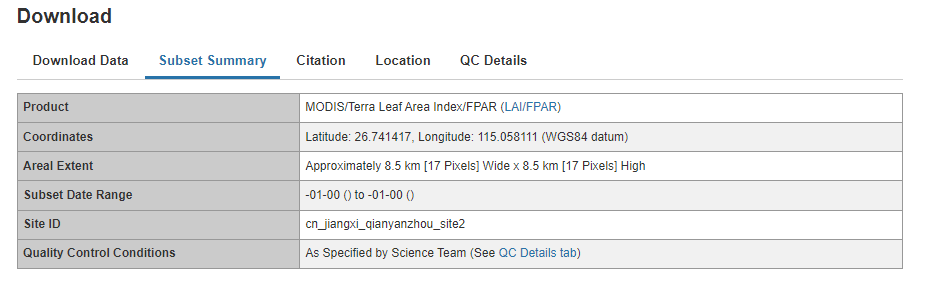 Download
Download Data Subset Summary Citation Location QC Details
Product MODIS/Terra Leaf Area Index/FPAR (LAI/FPAR)
Coordinates Latitude: 26.741417, Longitude: 115.058111 (WGS84 datum)
Areal Extent Approximately 8.5 km [17 Pixels] Wide x 8.5 km [17 Pixels] High
Subset Date Range -01-00 () to -01-00 ()
Site ID cn_jiangxi_qianyanzhou_site2
Quality Control Conditions As Specified by Science Team (See QC Details tab)